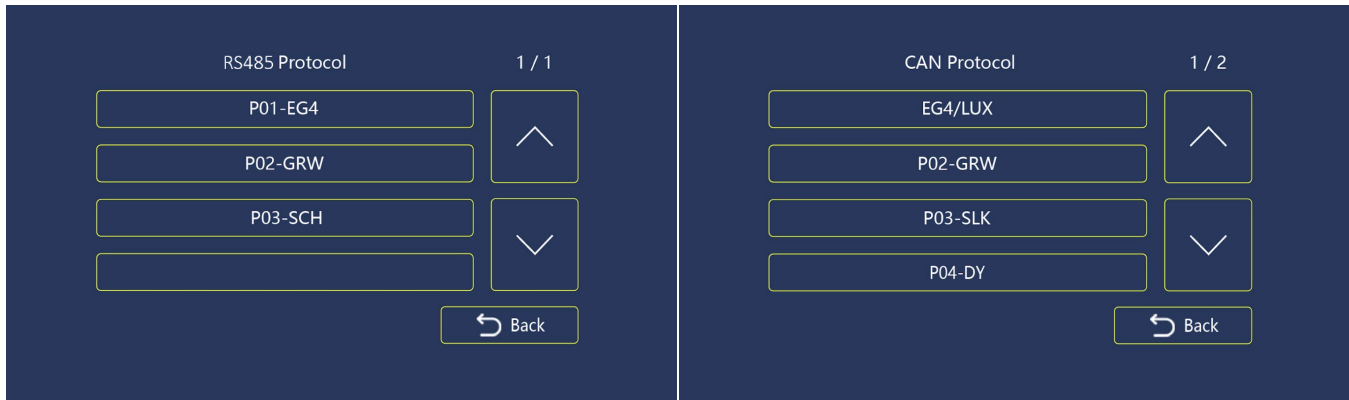 RS485 Protocol 1 / 1
P01-EG4
P02-GRW
P03-SCH
Back
CAN Protocol 1 / 2
EG4/LUX
P02-GRW
P03-SLK
P04-DY
Back